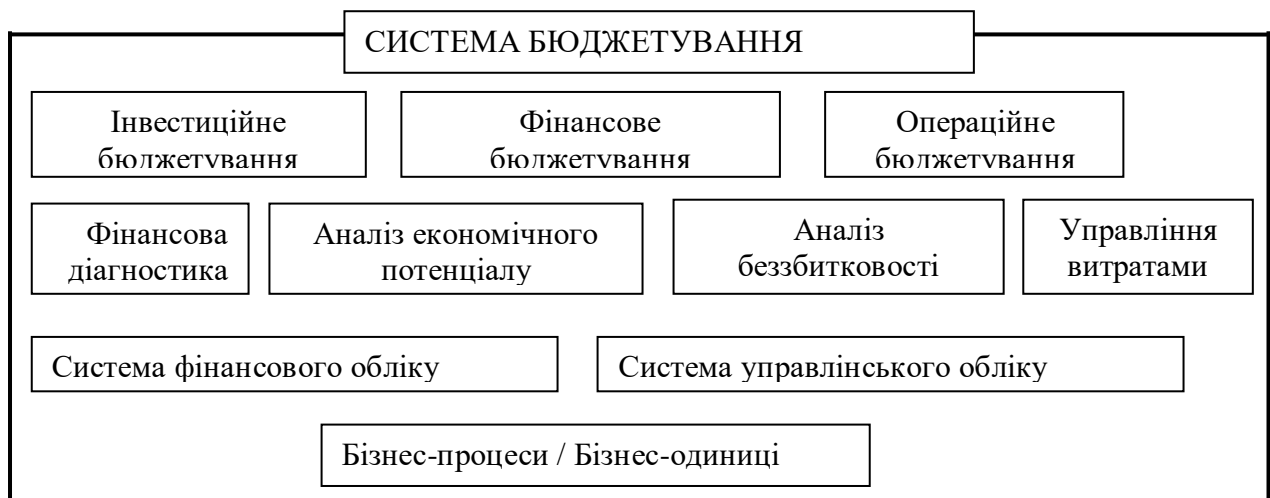 СИСТЕМА БЮДЖЕТУВАННЯ
Інвестиційне
бюджетування
Фінансове
бюджетування
Операційне
бюджетування
Фінансова
діагностика
Аналіз економічного
потенціалу
Аналіз
беззбитковості
Управління
витратами
Система фінансового обліку
Система управлінського обліку
Бізнес-процеси / Бізнес-одиниці